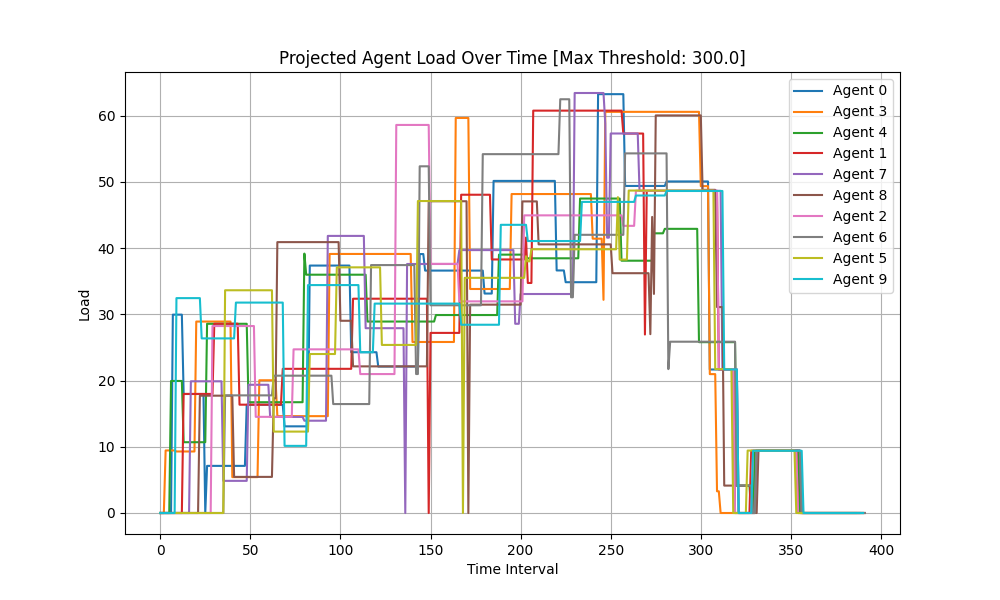 Projected Agent Load Over Time [Max Threshold: 300.0]
Load
60
50
40
30
20
10
0
0 50 100 150 200 250 300 350 400
Time Interval
Agent 0
Agent 3
Agent 4
Agent 1
Agent 7
Agent 8
Agent 2
Agent 6
Agent 5
Agent 9